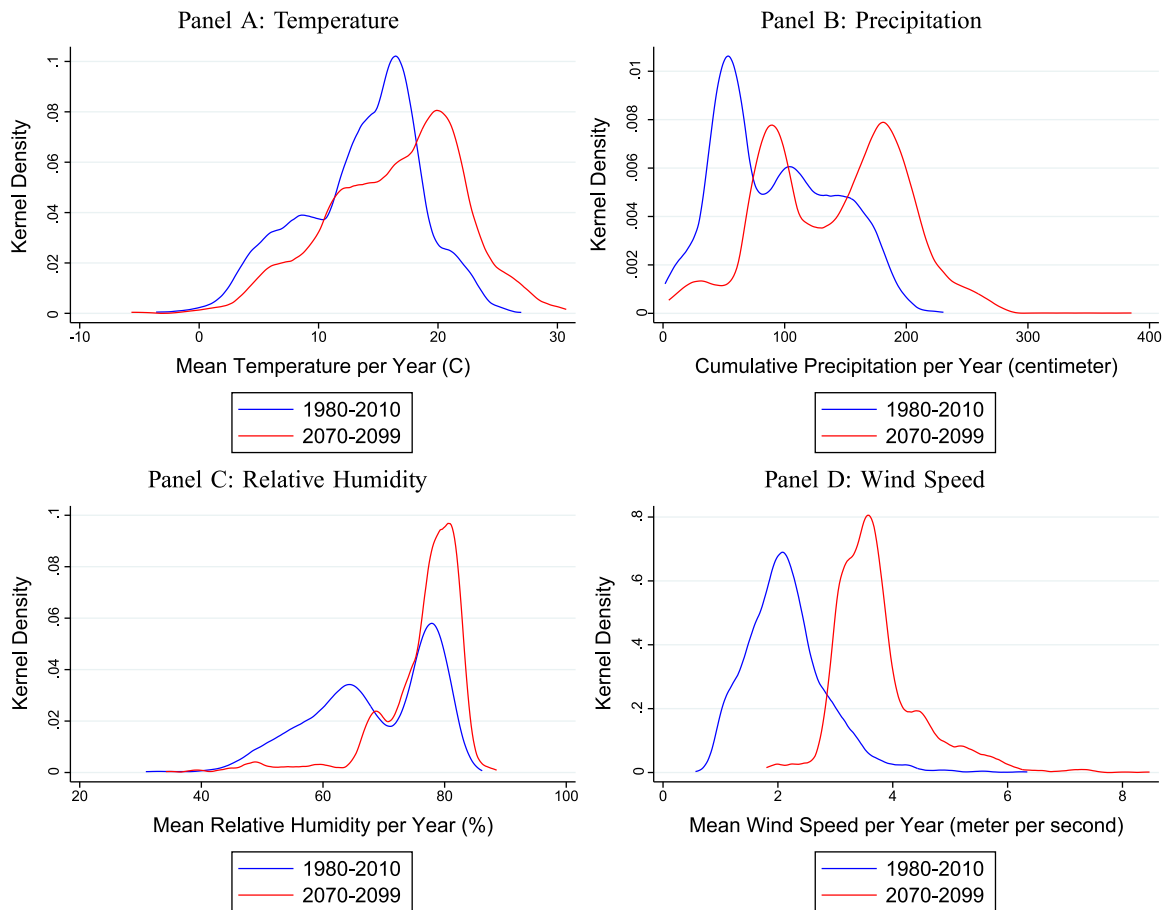 Panel A: Temperature
Kernel Density
0 .02 .04 .06 .08 .1
-10 0 10 20 30
Mean Temperature per Year (C)
1980-2010
2070-2099
Panel B: Precipitation
Kernel Density
0 .002 .004 .006 .008 .01
0 100 200 300 400
Cumulative Precipitation per Year (centimeter)
1980-2010
2070-2099
Panel C: Relative Humidity
Kernel Density
0 .02 .04 .06 .08 .1
20 40 60 80 100
Mean Relative Humidity per Year (%)
1980-2010
2070-2099
Panel D: Wind Speed
Kernel Density
0 .2 .4 .6 .8
0 2 4 6 8
Mean Wind Speed per Year (meter per second)
1980-2010
2070-2099